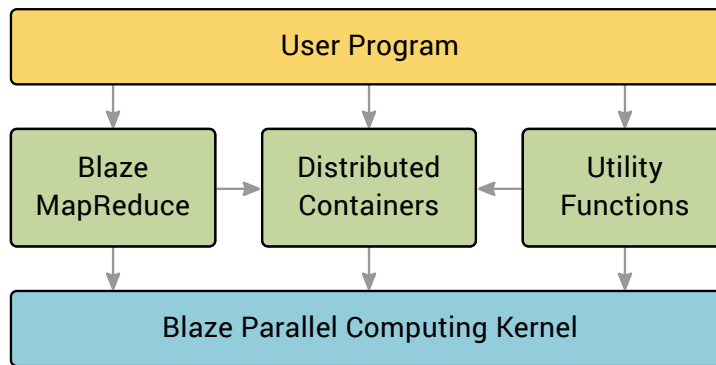 User Program
Blaze
MapReduce
Distributed
Containers
Utility
Functions
Blaze Parallel Computing Kernel